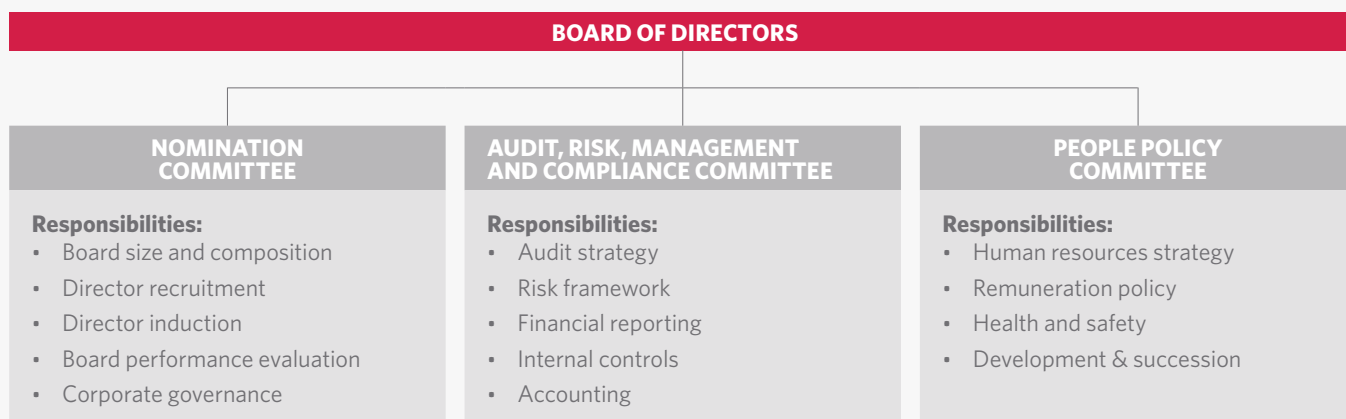 BOARD OF DIRECTORS
NOMINATION
COMMITTEE
Responsibilities:
• Board size and composition
• Director recruitment
• Director induction
• Board performance evaluation
• Corporate governance
AUDIT, RISK, MANAGEMENT
AND COMPLIANCE COMMITTEE
Responsibilities:
• Audit strategy
• Risk framework
• Financial reporting
• Internal controls
• Accounting
PEOPLE POLICY
COMMITTEE
Responsibilities:
• Human resources strategy
• Remuneration policy
• Health and safety
• Development & succession